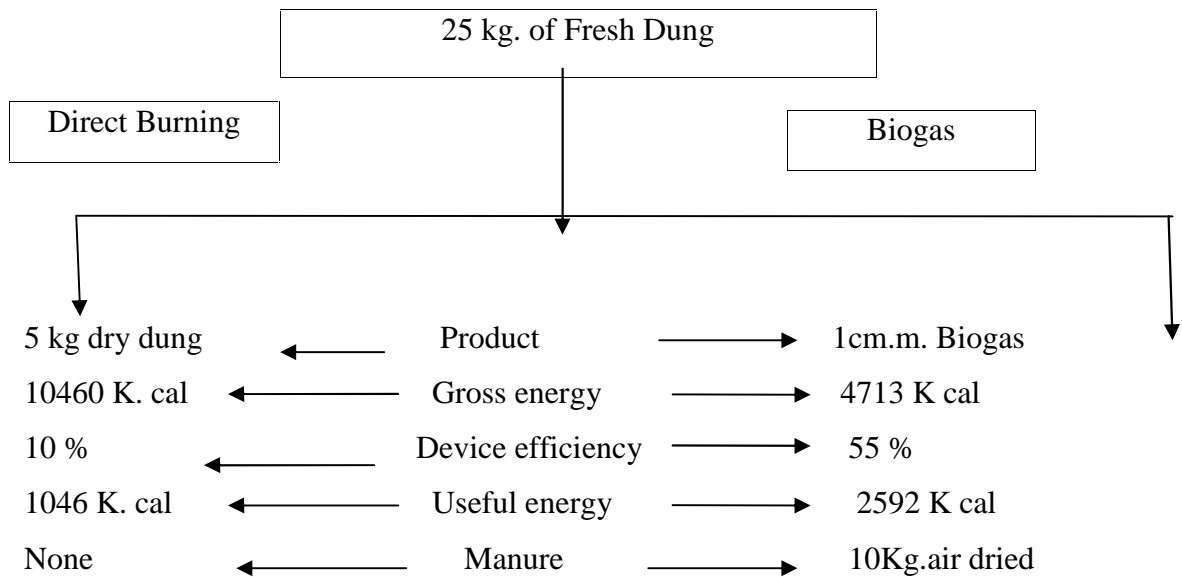 25 kg. of Fresh Dung
Direct Burning
Biogas
5 kg dry dung Product 1cm.m. Biogas
10460 K. cal Gross energy 4713 K cal
10 % Device efficiency 55 %
1046 K. cal Useful energy 2592 K cal
None Manure 10Kg.air dried